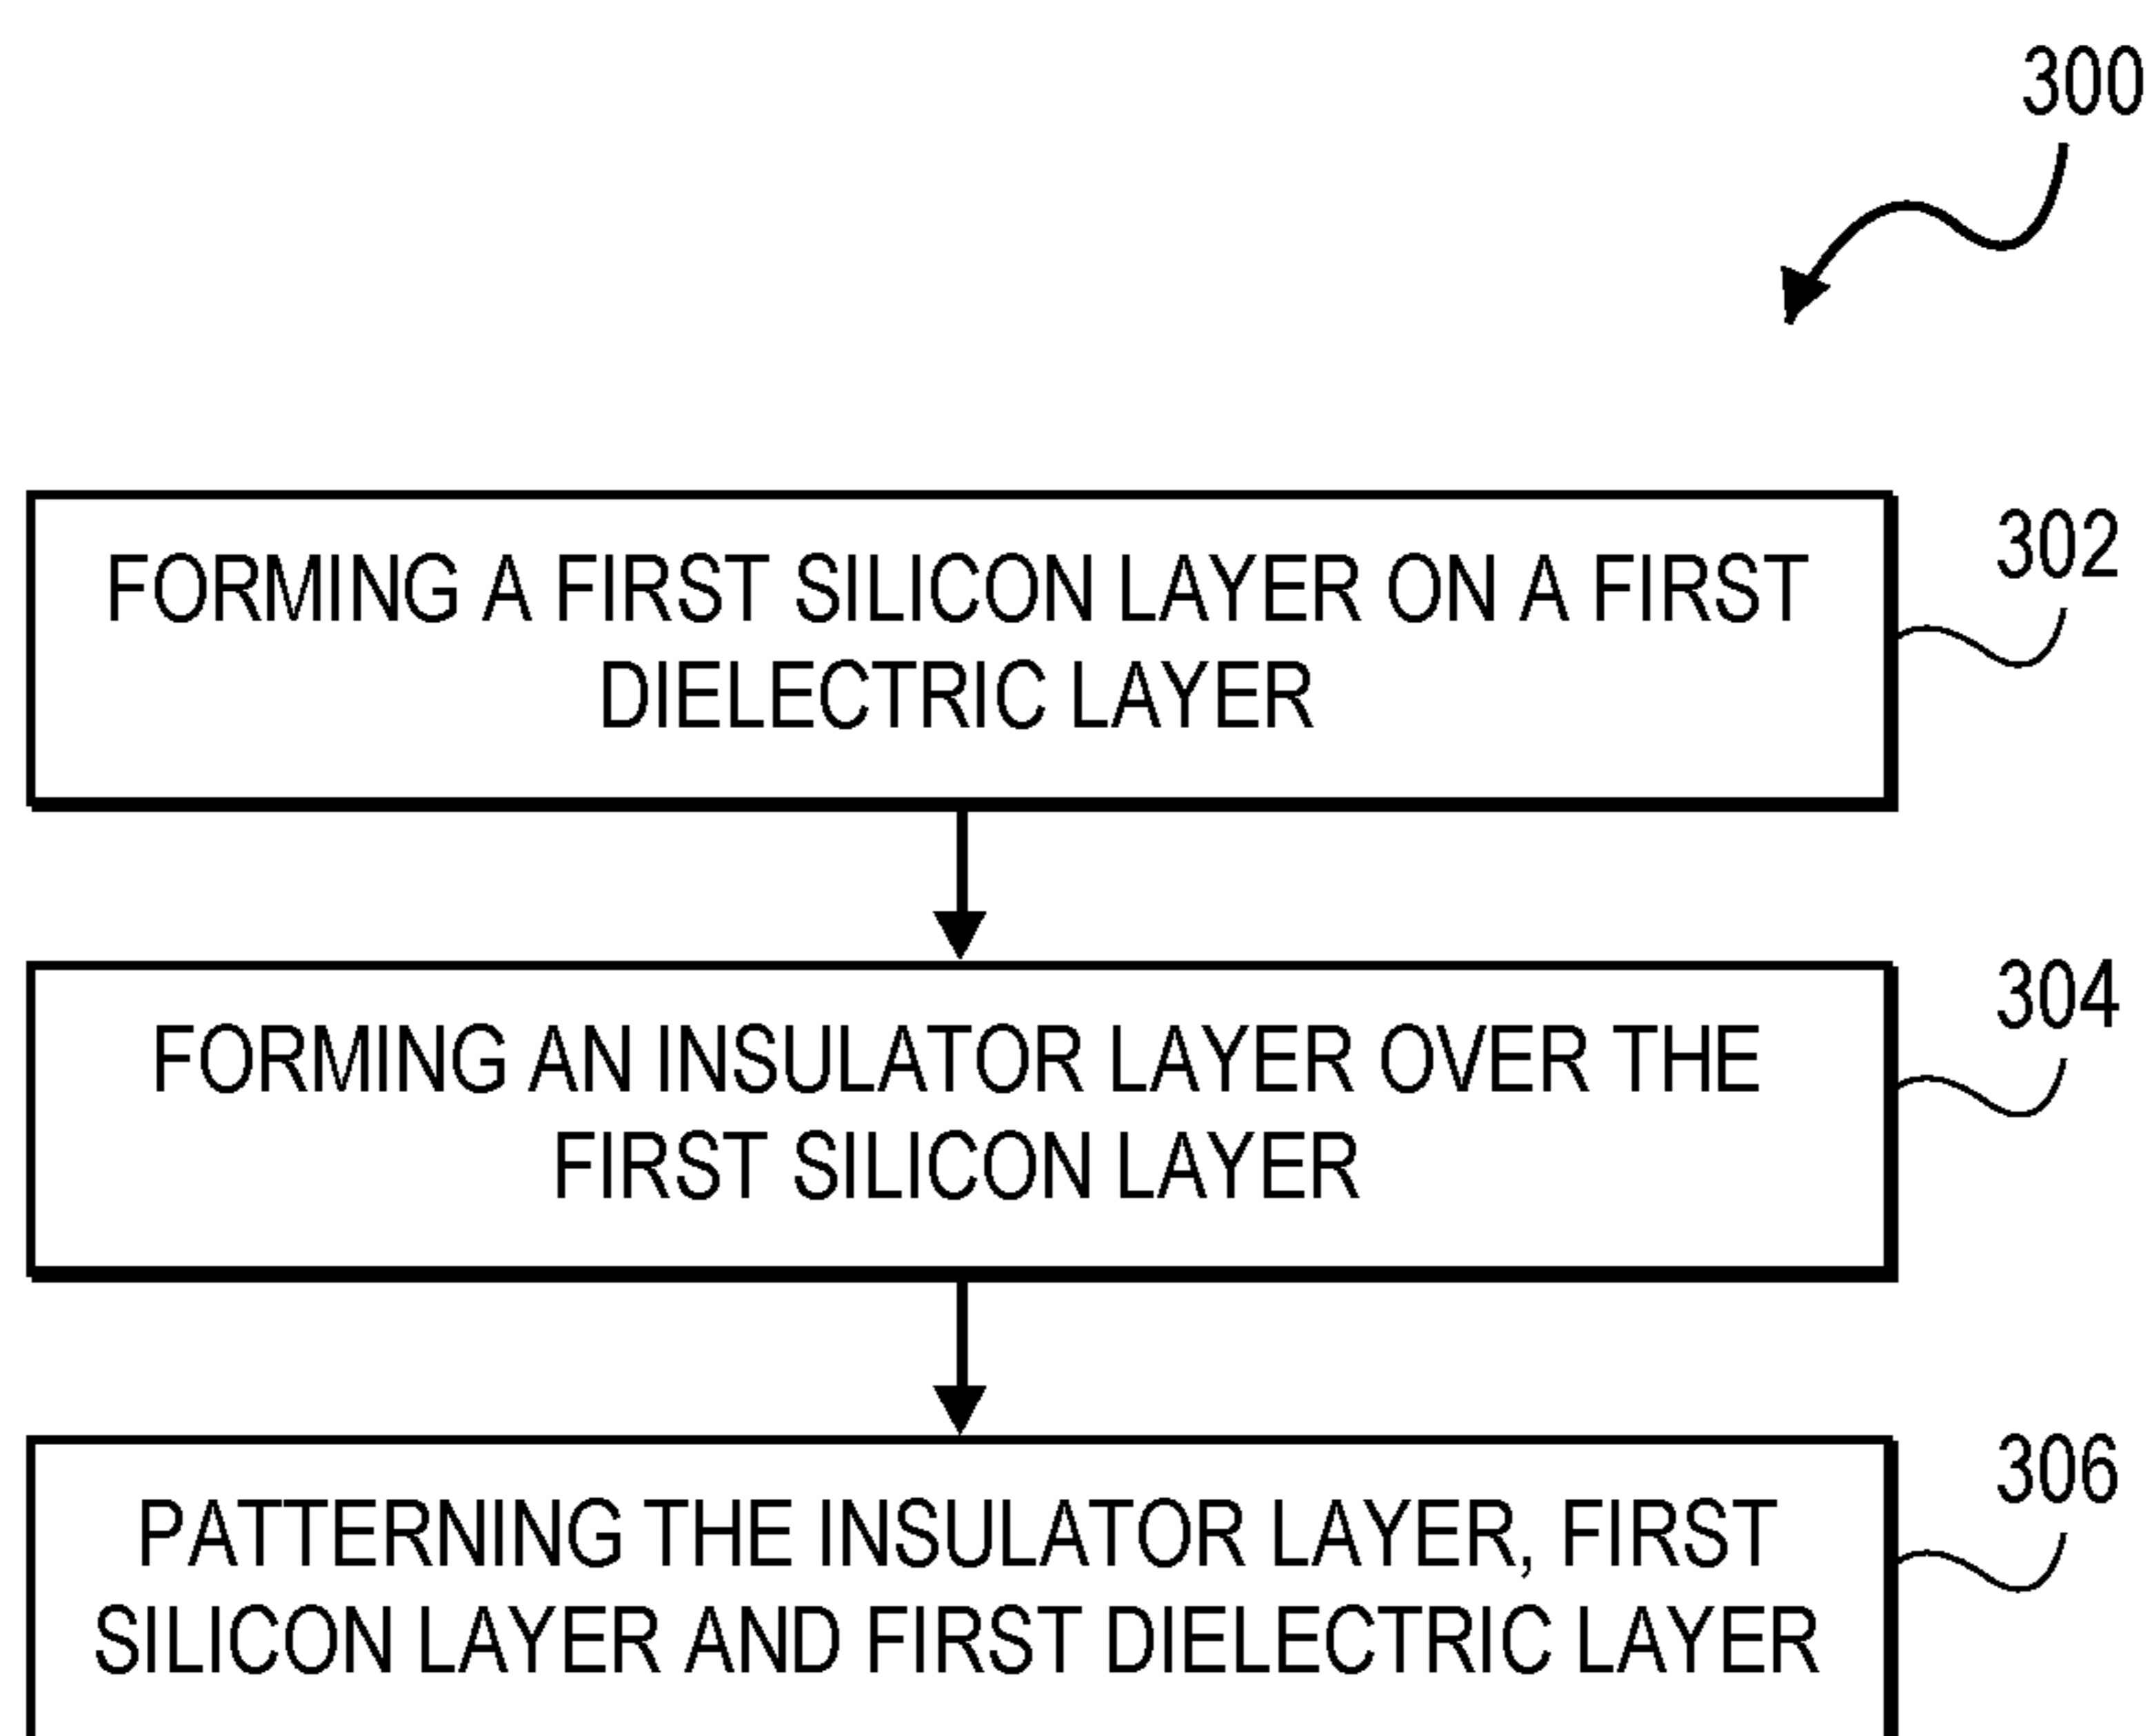 300
FORMING A FIRST SILICON LAYER ON A FIRST
DIELECTRIC LAYER
302
FORMING AN INSULATOR LAYER OVER THE
FIRST SILICON LAYER
304
PATTERNING THE INSULATOR LAYER, FIRST
SILICON LAYER AND FIRST DIELECTRIC LAYER
306